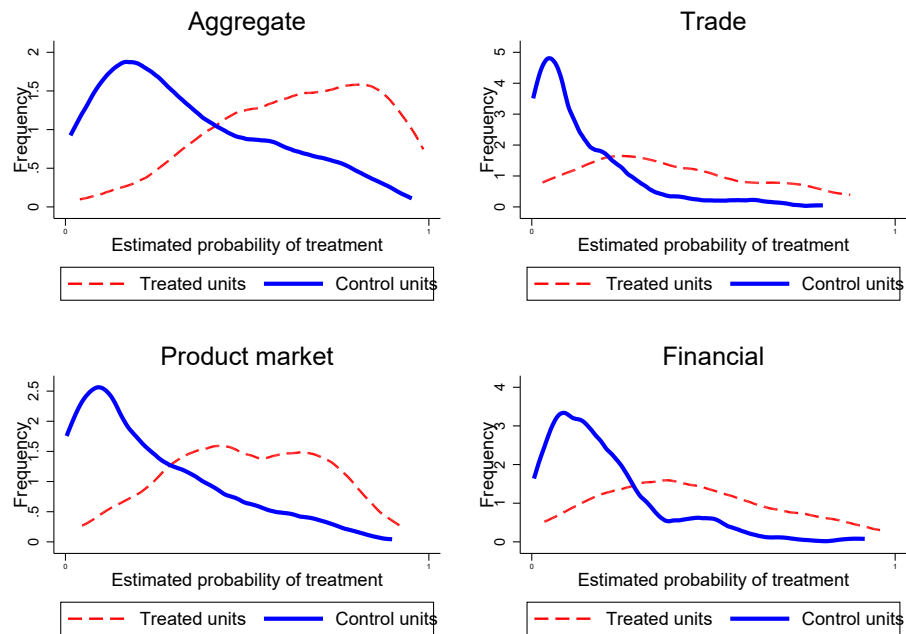 Aggregate
Frequency
0 .5 1 1.5 2
0 1
Estimated probability of treatment
Treated units Control units
Trade
Frequency
0 1 2 3 4 5
0 1
Estimated probability of treatment
Treated units Control units
Product market
Frequency
0 .5 1 1.5 2 2.5
0 1
Estimated probability of treatment
Treated units Control units
Financial
Frequency
0 1 2 3 4
0 1
Estimated probability of treatment
Treated units Control units